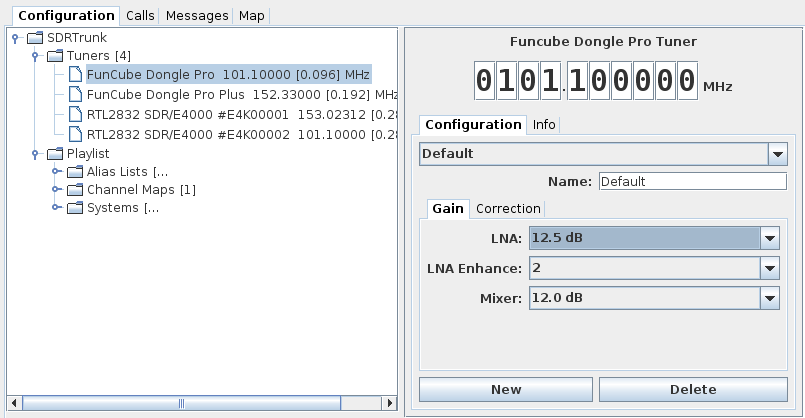 Configuration Calls Messages Map
SDRTrunk
Tuners [4]
FunCube Dongle Pro 101.10000 [0.096] MHz
FunCube Dongle Pro Plus 152.33000 [0.192] MHz
RTL2832 SDR/E4000 #E4K00001 153.02312 [0.28
RTL2832 SDR/E4000 #E4K00002 101.10000 [0.28
Playlist
Alias Lists [...
Channel Maps [1]
Systems [...
Funcube Dongle Pro Tuner
0101.100000 MHz
Configuration Info
Default
Name: Default
Gain Correction
LNA: 12.5 dB
LNA Enhance: 2
Mixer: 12.0 dB
New Delete